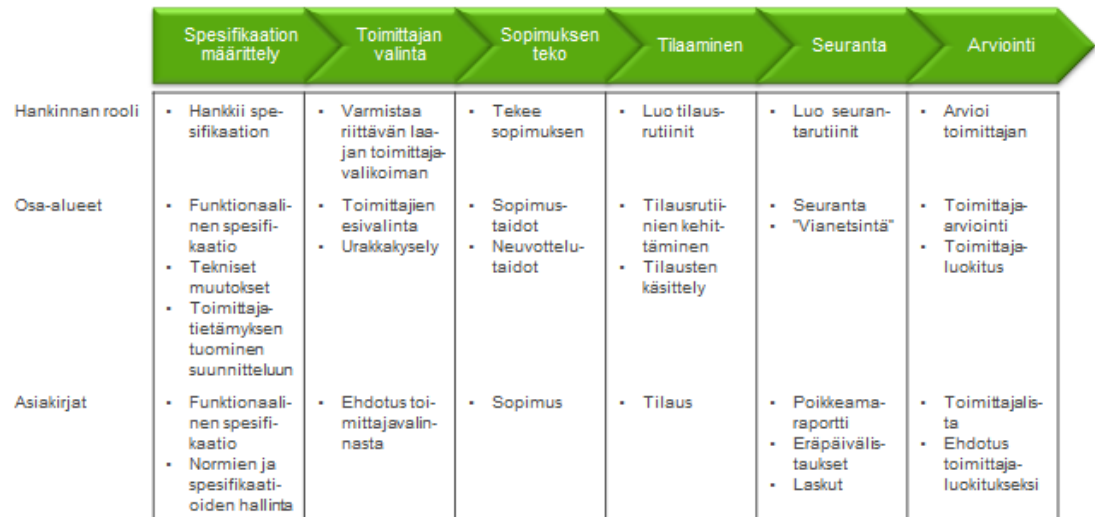 Spesifikaation
määrittely
Toimittajan
valinta
Sopimuksen
teko
Tilaaminen
Seuranta
Arviointi
Hankinnan rooli
▪ Hankkii spe-
sifikaation
▪ Varmistaa
riittävän laa-
jan toimittaja-
valikoiman
▪ Tekee
sopimuksen
▪ Luo tilaus-
rutiinit
▪ Luo seuran-
tarutiinit
▪ Arvioi
toimittajan
Osa-alueet
▪ Funktionaali-
nen spesifi-
kaatio
▪ Tekniset
muutokset
▪ Toimittaja-
tietämyksen
tuominen
suunnitteluun
▪ Toimittajien
esivalinta
▪ Urakkakysely
▪ Sopimus-
taidot
▪ Neuvottelu-
taidot
▪ Tilausrutii-
nien kehit-
täminen
▪ Tilausten
käsittely
▪ Seuranta
▪ "Vianetsintä"
▪ Toimittaja-
arviointi
▪ Toimittaja-
luokitus
Asiakirjat
▪ Funktionaali-
nen spesifi-
kaatio
▪ Normien ja
spesifikaati-
oiden hallinta
▪ Ehdotus toi-
mittajavalin-
nasta
▪ Sopimus
▪ Tilaus
▪ Poikkeama-
raportti
▪ Eräpäivälis-
taukset
▪ Laskut
▪ Toimittajalis-
ta
▪ Ehdotus
toimittaja-
luokitukseksi